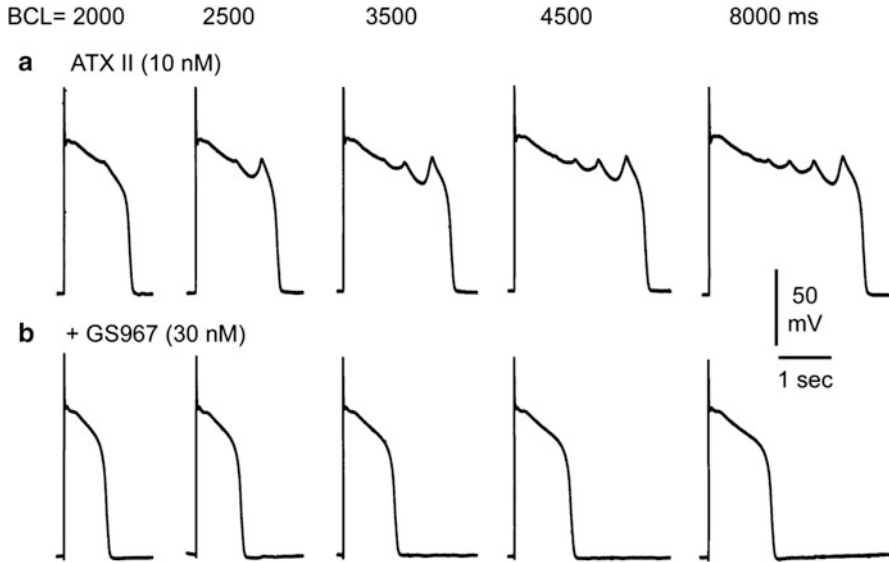 BCL= 2000 2500 3500 4500 8000 ms
a ATX II (10 nM)
50
mV
b + GS967 (30 nM)
1 sec